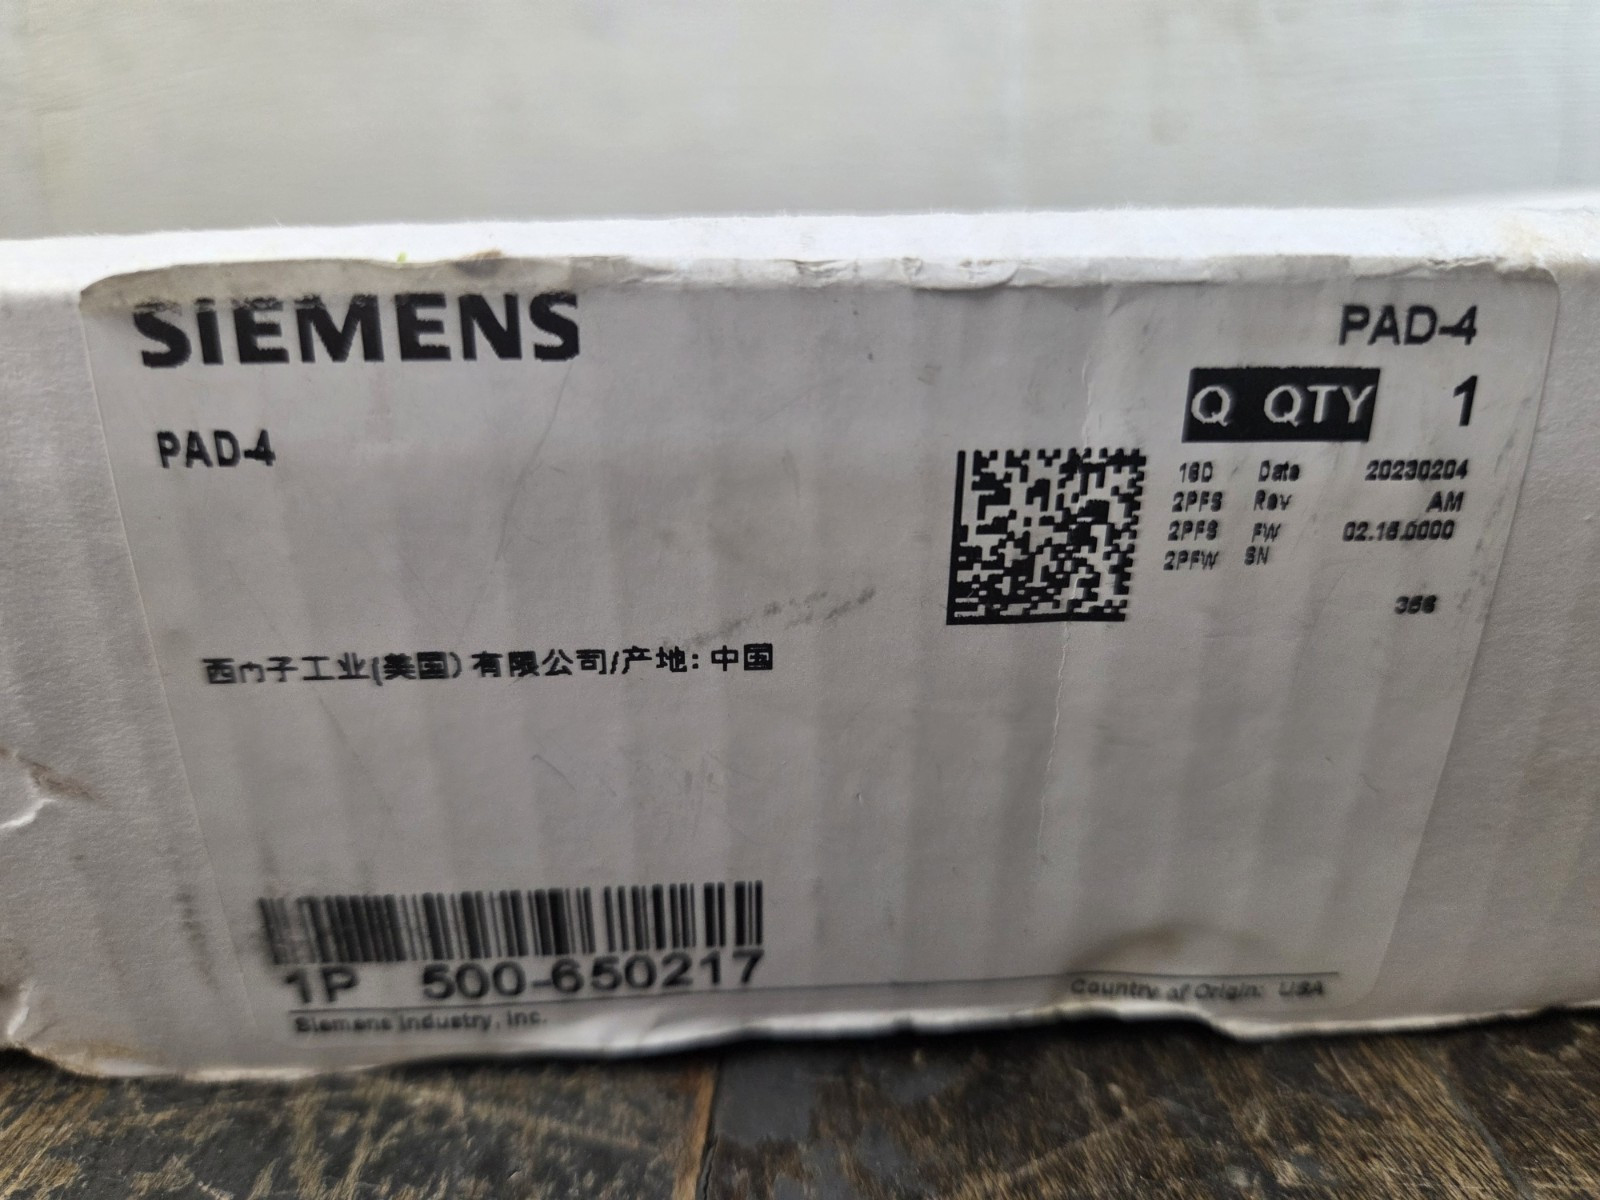 SIEMENS
PAD-4
PAD-4
Q QTY 1
16D Date 20230204
2PFS Rev AM
2PFS FW 02.15.0000
2PFW SN
356
西门子工业(美国)有限公司/产地: 中国
1P 500-650217
Siemens Industry, Inc.
Country of Origin: USA